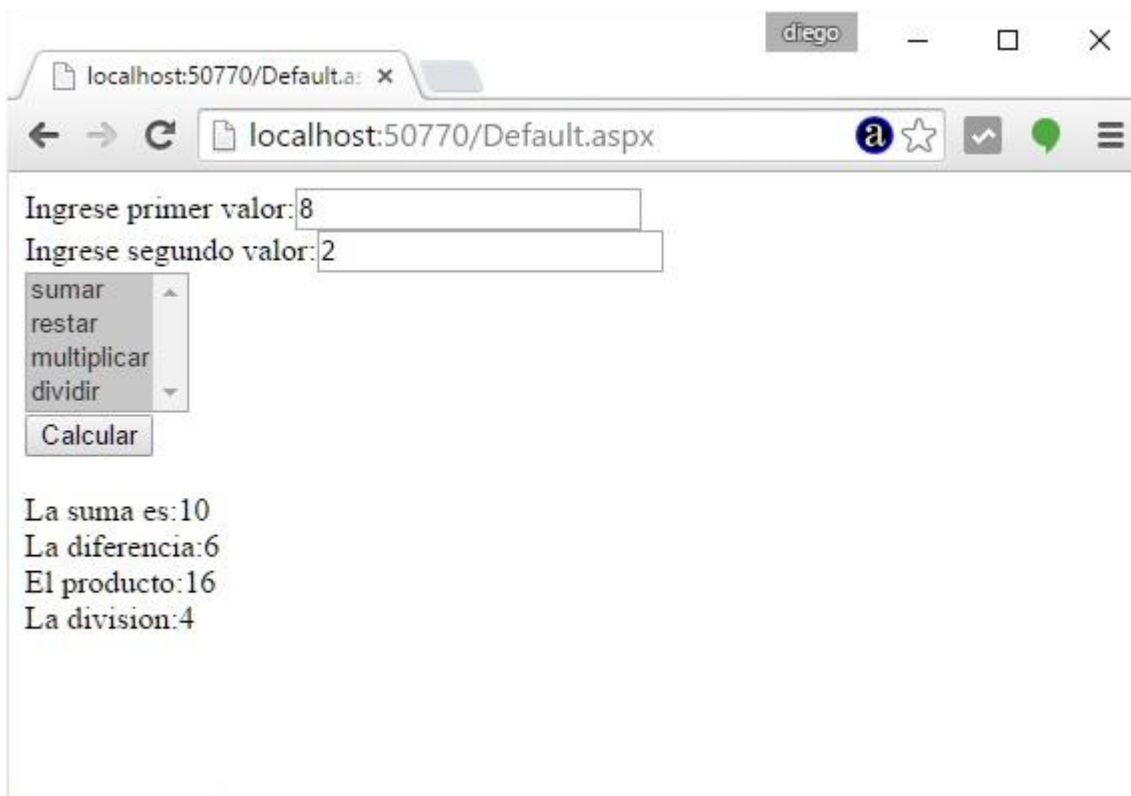 diego
localhost:50770/Default.as
localhost:50770/Default.aspx
a
Ingrese primer valor:8
Ingrese segundo valor:2
sumar
restar
multiplicar
dividir
Calcular
La suma es:10
La diferencia:6
El producto:16
La division:4